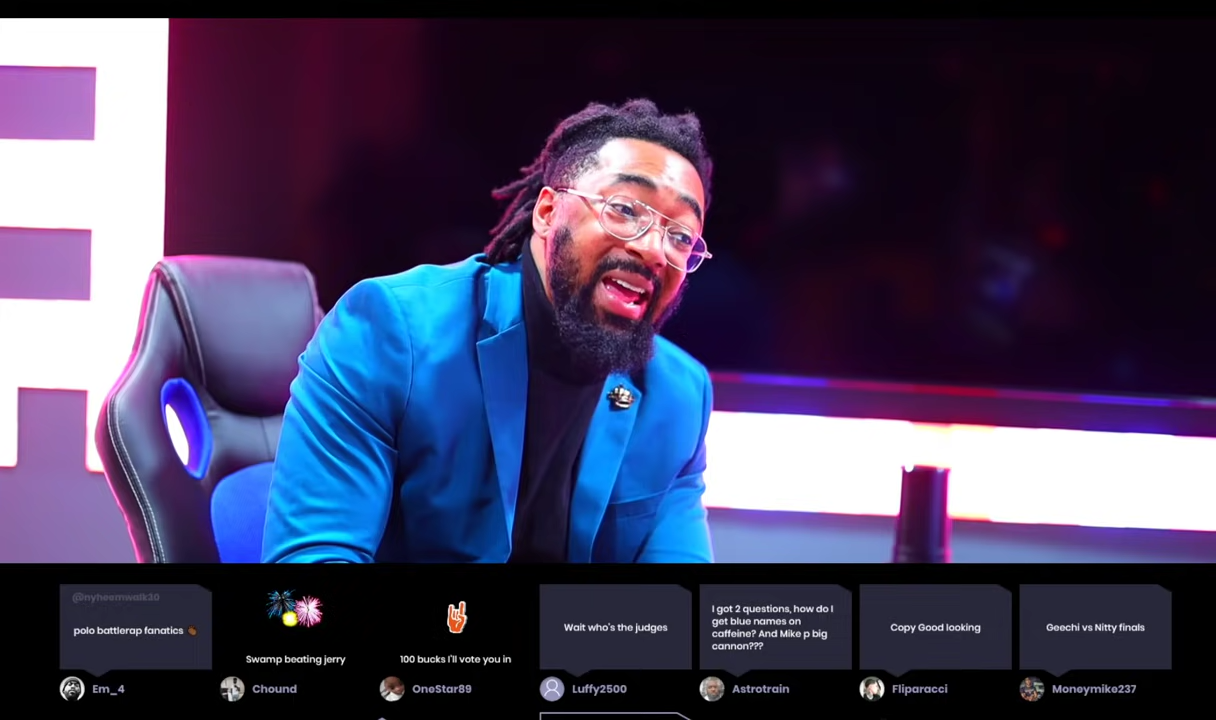 @nyheemwalk30
polo battlerap fanatics
Swamp beating jerry
100 bucks I'll vote you in
Wait who's the judges
I got 2 questions, how do I
get blue names on
caffeine? And Mike p big
cannon???
Copy Good looking
Geechi vs Nitty finals
Em_4
Chound
OneStar89
Luffy2500
Astrotrain
Fliparacci
Moneymike237